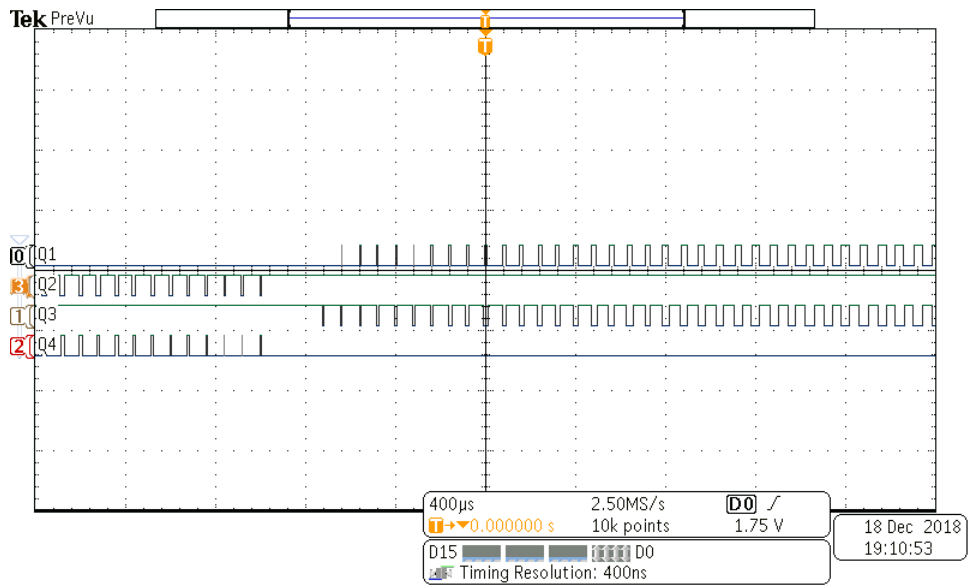 Tek PreVu
T
T
0 Q1
3 Q2
1 Q3
2 Q4
400µs 2.50MS/s D0
T→▼0.000000 s 10k points 1.75 V
D15 D0
Timing Resolution: 400ns
18 Dec 2018
19:10:53